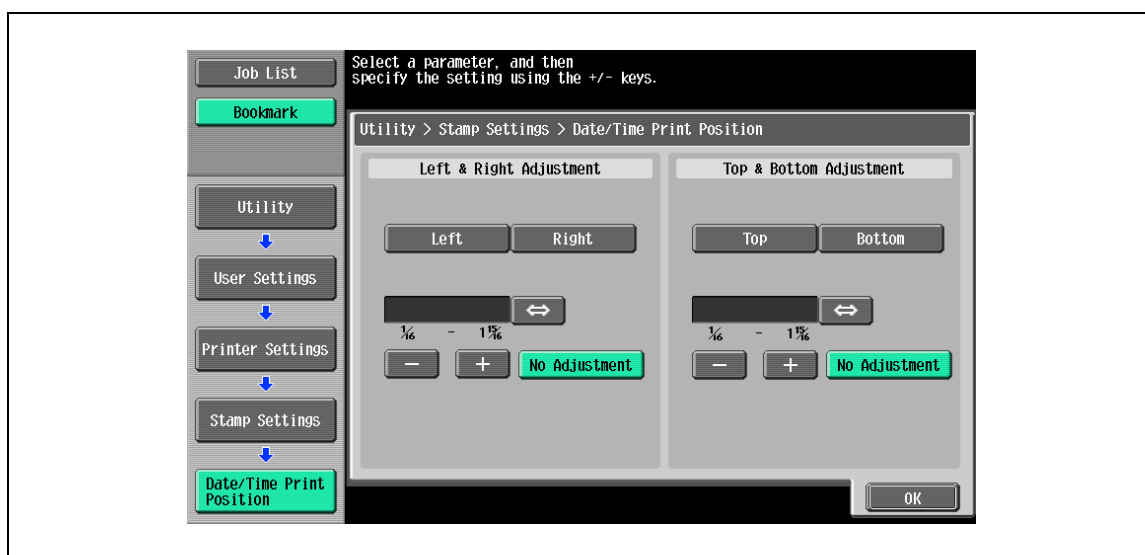 Job List
Bookmark
Select a parameter, and then
specify the setting using the +/- keys.
Utility > Stamp Settings > Date/Time Print Position
Utility
User Settings
Printer Settings
Stamp Settings
Date/Time Print
Position
Left & Right Adjustment
Left Right
1/16 - 1 15/16
− + No Adjustment
Top & Bottom Adjustment
Top Bottom
1/16 - 1 15/16
− + No Adjustment
OK